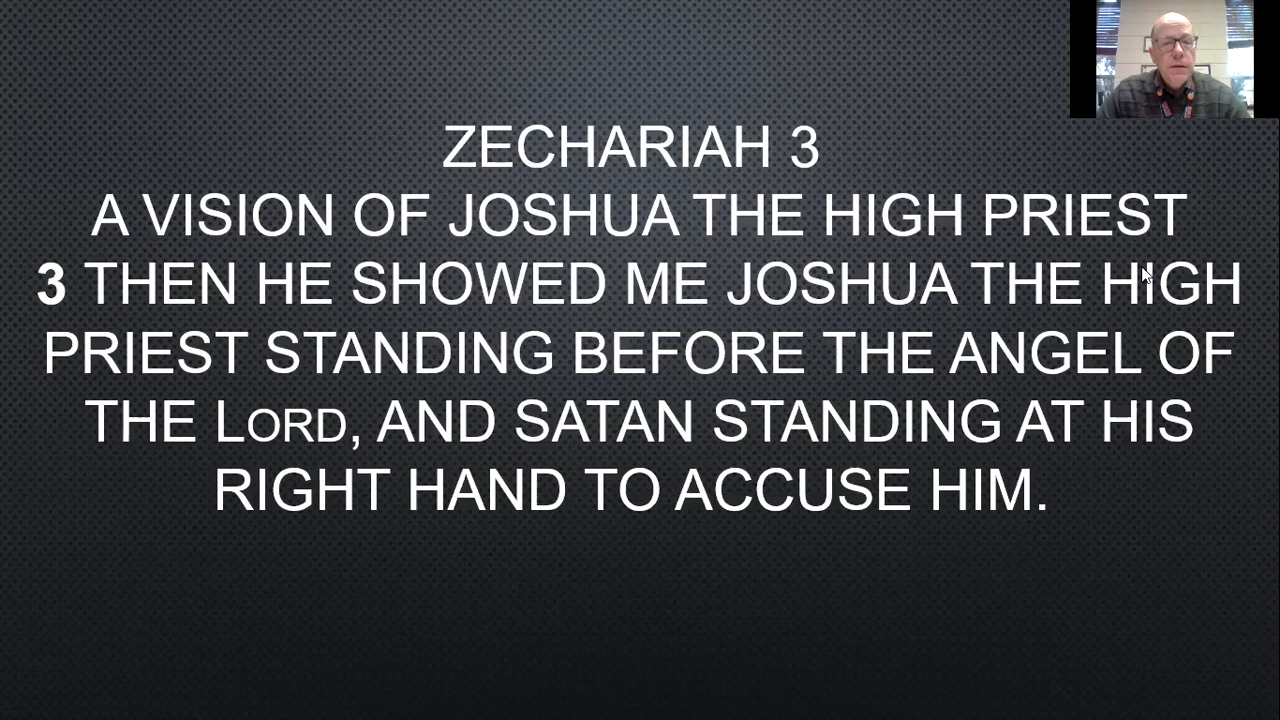 ZECHARIAH 3
A VISION OF JOSHUA THE HIGH PRIEST
3 THEN HE SHOWED ME JOSHUA THE HIGH
PRIEST STANDING BEFORE THE ANGEL OF
THE LORD, AND SATAN STANDING AT HIS
RIGHT HAND TO ACCUSE HIM.